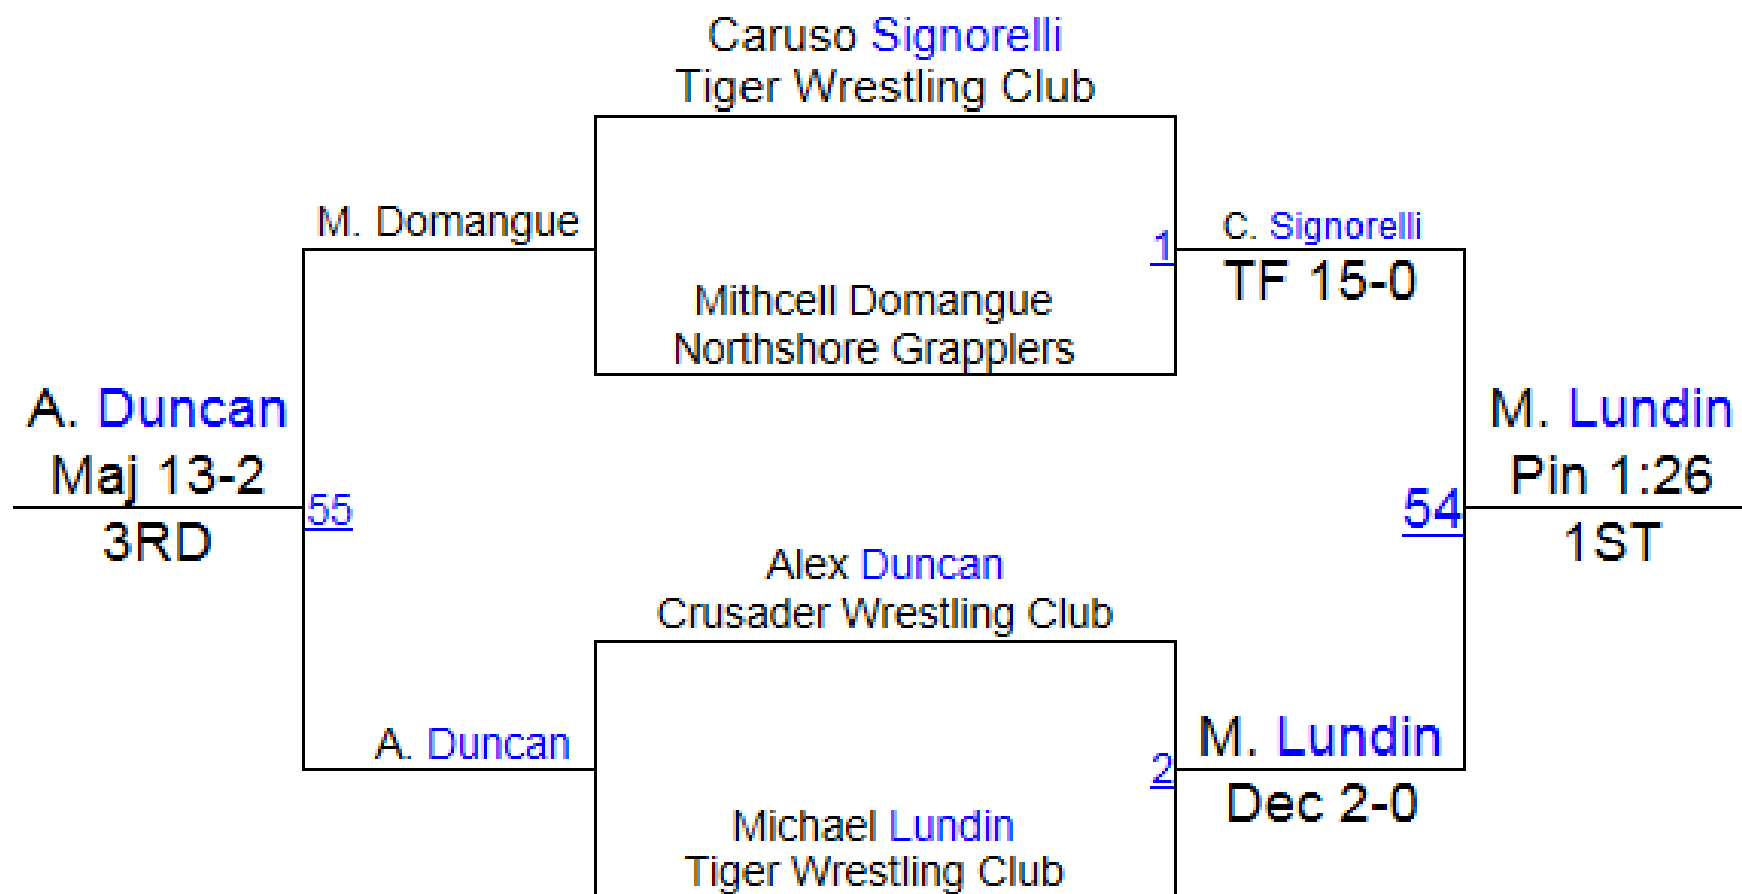 Caruso Signorelli
Tiger Wrestling Club
M. Domangue
1
C. Signorelli
TF 15-0
Mithcell Domangue
Northshore Grapplers
A. Duncan
Maj 13-2
3RD
55
54
M. Lundin
Pin 1:26
1ST
Alex Duncan
Crusader Wrestling Club
A. Duncan
2
M. Lundin
Dec 2-0
Michael Lundin
Tiger Wrestling Club